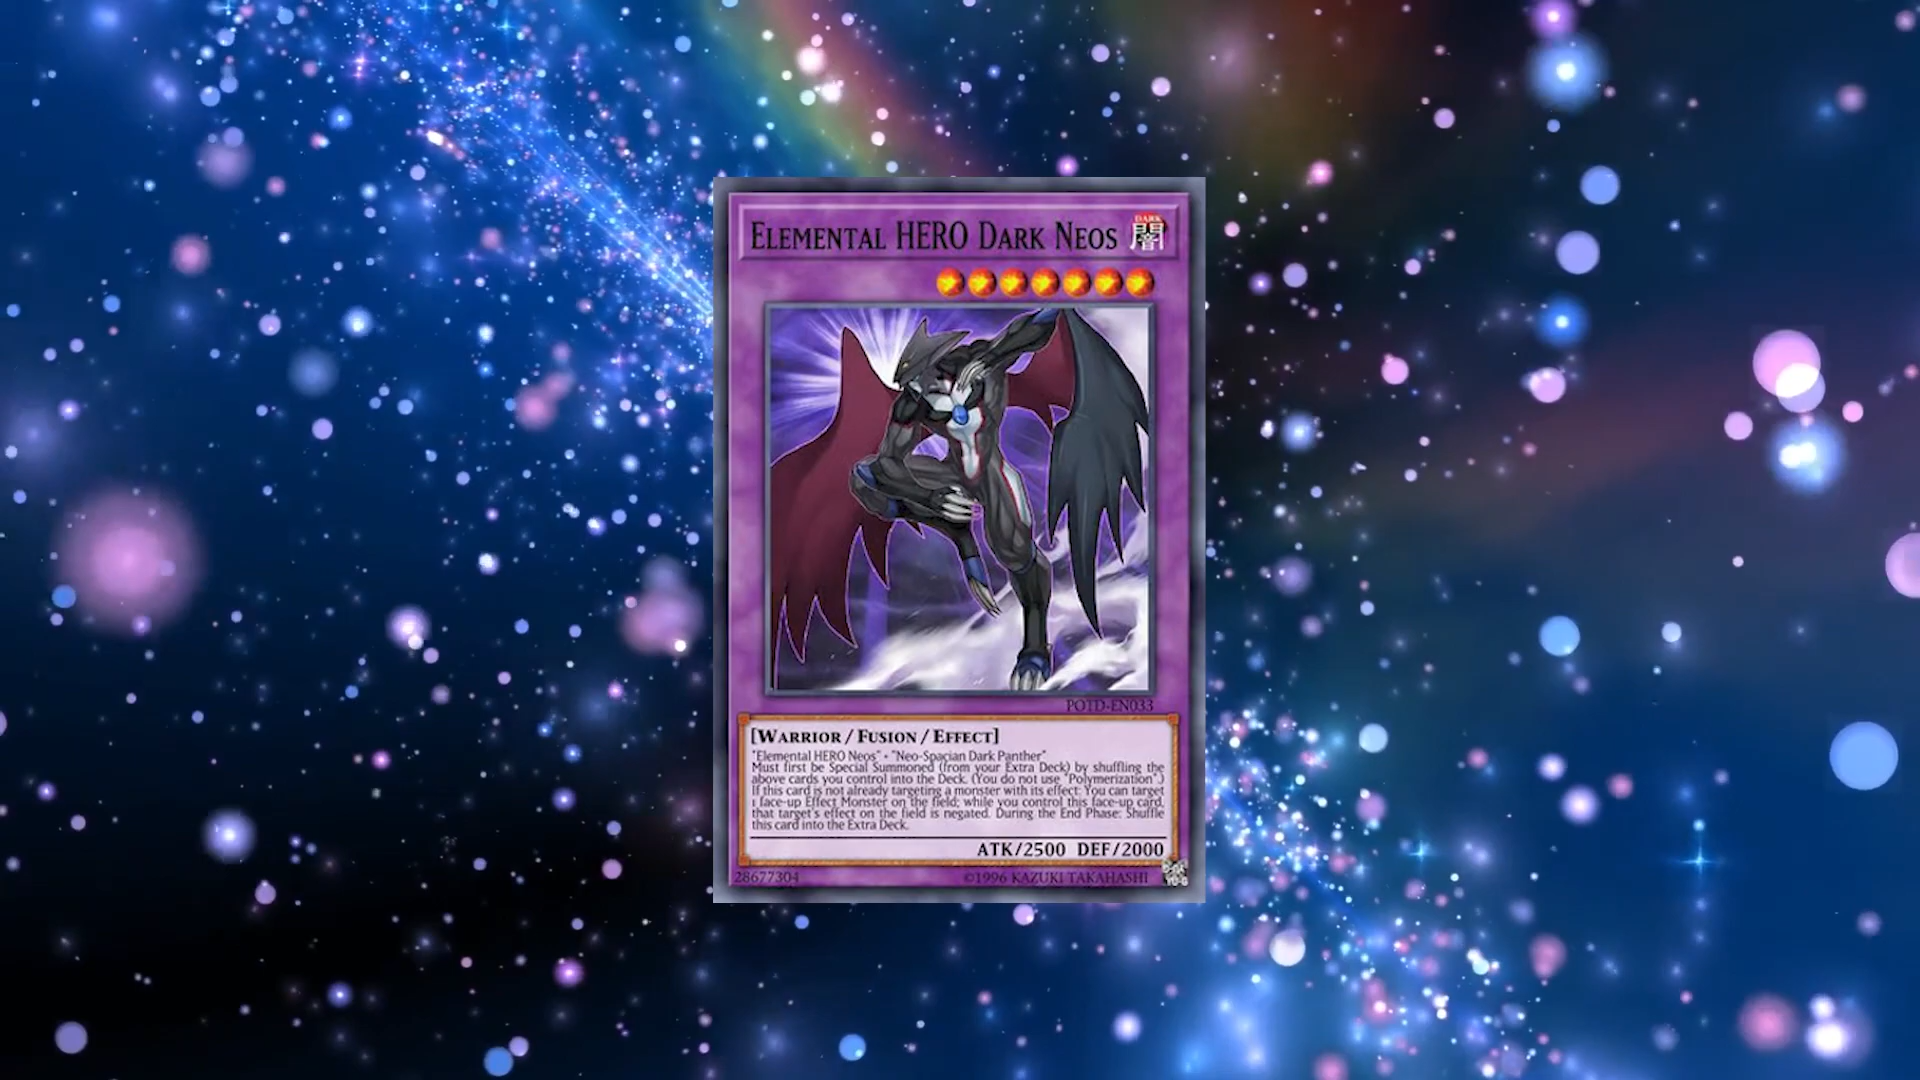 ELEMENTAL HERO DARK NEOS
DARK
闇
POTD-EN033
[WARRIOR / FUSION / EFFECT]
"Elemental HERO Neos" + "Neo-Spacian Dark Panther"
Must first be Special Summoned (from your Extra Deck) by shuffling the
above cards you control into the Deck. (You do not use "Polymerization".)
If this card is not already targeting a monster with its effect: You can target
1 face-up Effect Monster on the field; while you control this face-up card,
that target's effect on the field is negated. During the End Phase: Shuffle
this card into the Extra Deck.
ATK/2500 DEF/2000
28677304 ©1996 KAZUKI TAKAHASHI